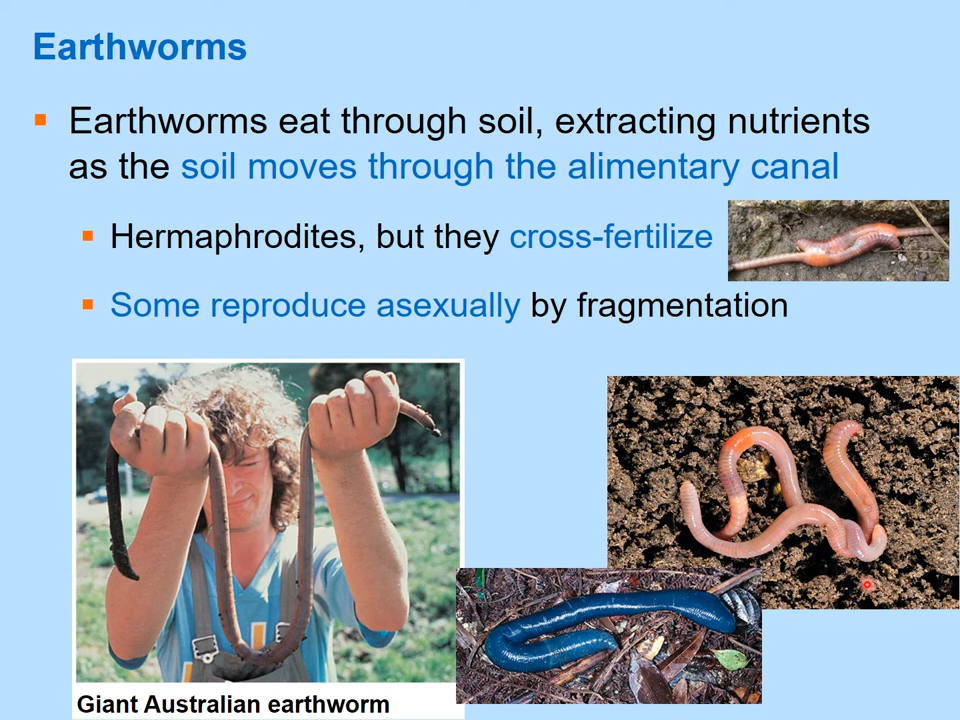 Earthworms
Earthworms eat through soil, extracting nutrients
as the soil moves through the alimentary canal
Hermaphrodites, but they cross-fertilize
Some reproduce asexually by fragmentation
Giant Australian earthworm